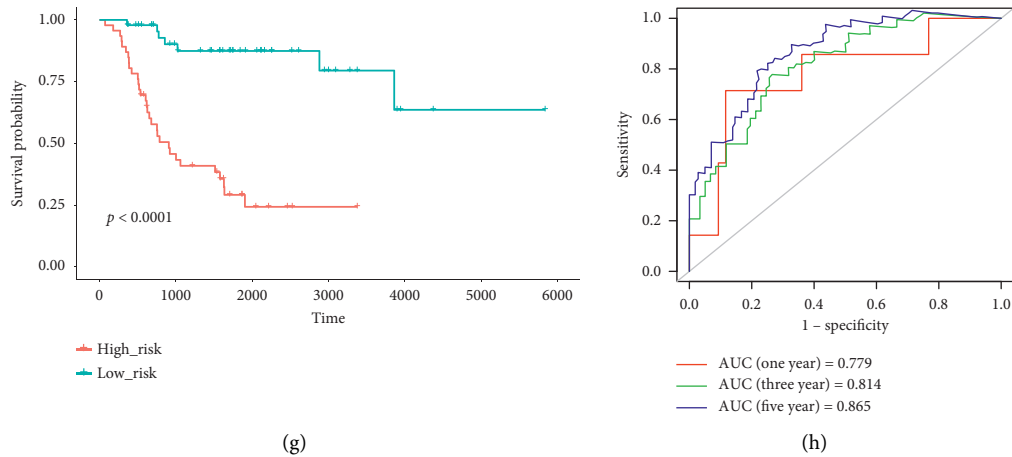 1.00
0.75
0.50
0.25
0.00
Survival probability
p < 0.0001
0
1000
2000
3000
4000
5000
6000
Time
High_risk
Low_risk
(g)
1.0
0.8
0.6
0.4
0.2
0.0
Sensitivity
0.0
0.2
0.4
0.6
0.8
1.0
1 – specificity
AUC (one year) = 0.779
AUC (three year) = 0.814
AUC (five year) = 0.865
(h)